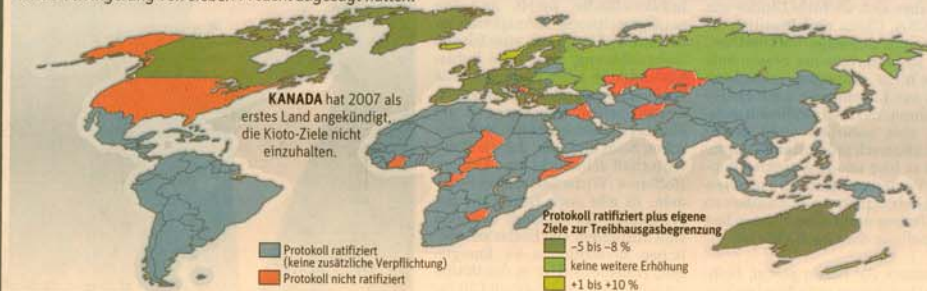 KANADA hat 2007 als
erstes Land angekündigt,
die Kioto-Ziele nicht
einzuhalten.
Protokoll ratifiziert
(keine zusätzliche Verpflichtung)
Protokoll nicht ratifiziert
Protokoll ratifiziert plus eigene
Ziele zur Treibhausgasbegrenzung
–5 bis –8 %
keine weitere Erhöhung
+1 bis +10 %